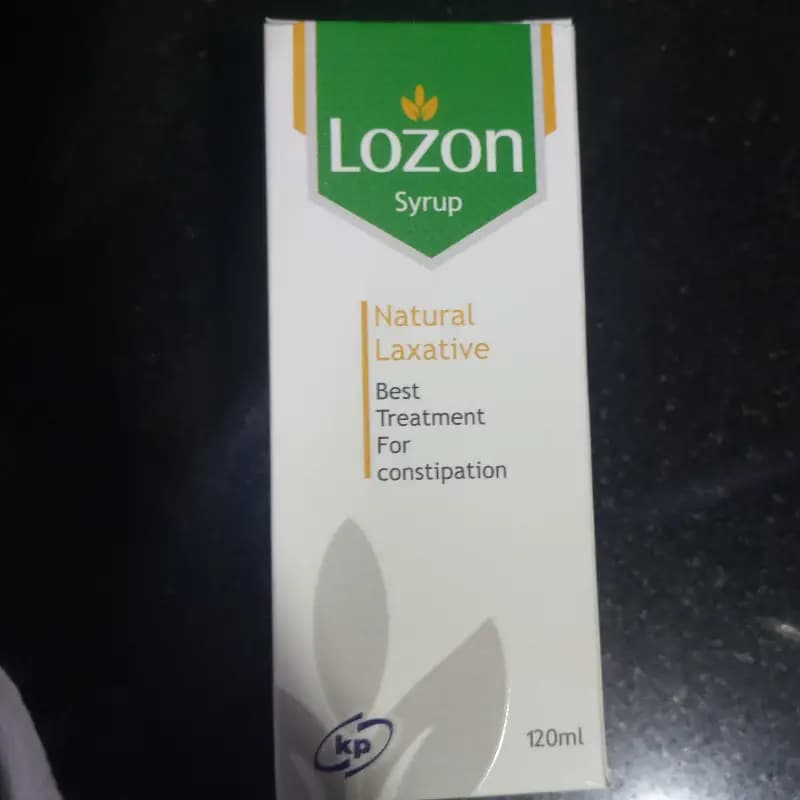 Lozon
Syrup
Natural
Laxative
Best
Treatment
For
constipation
kp
120ml